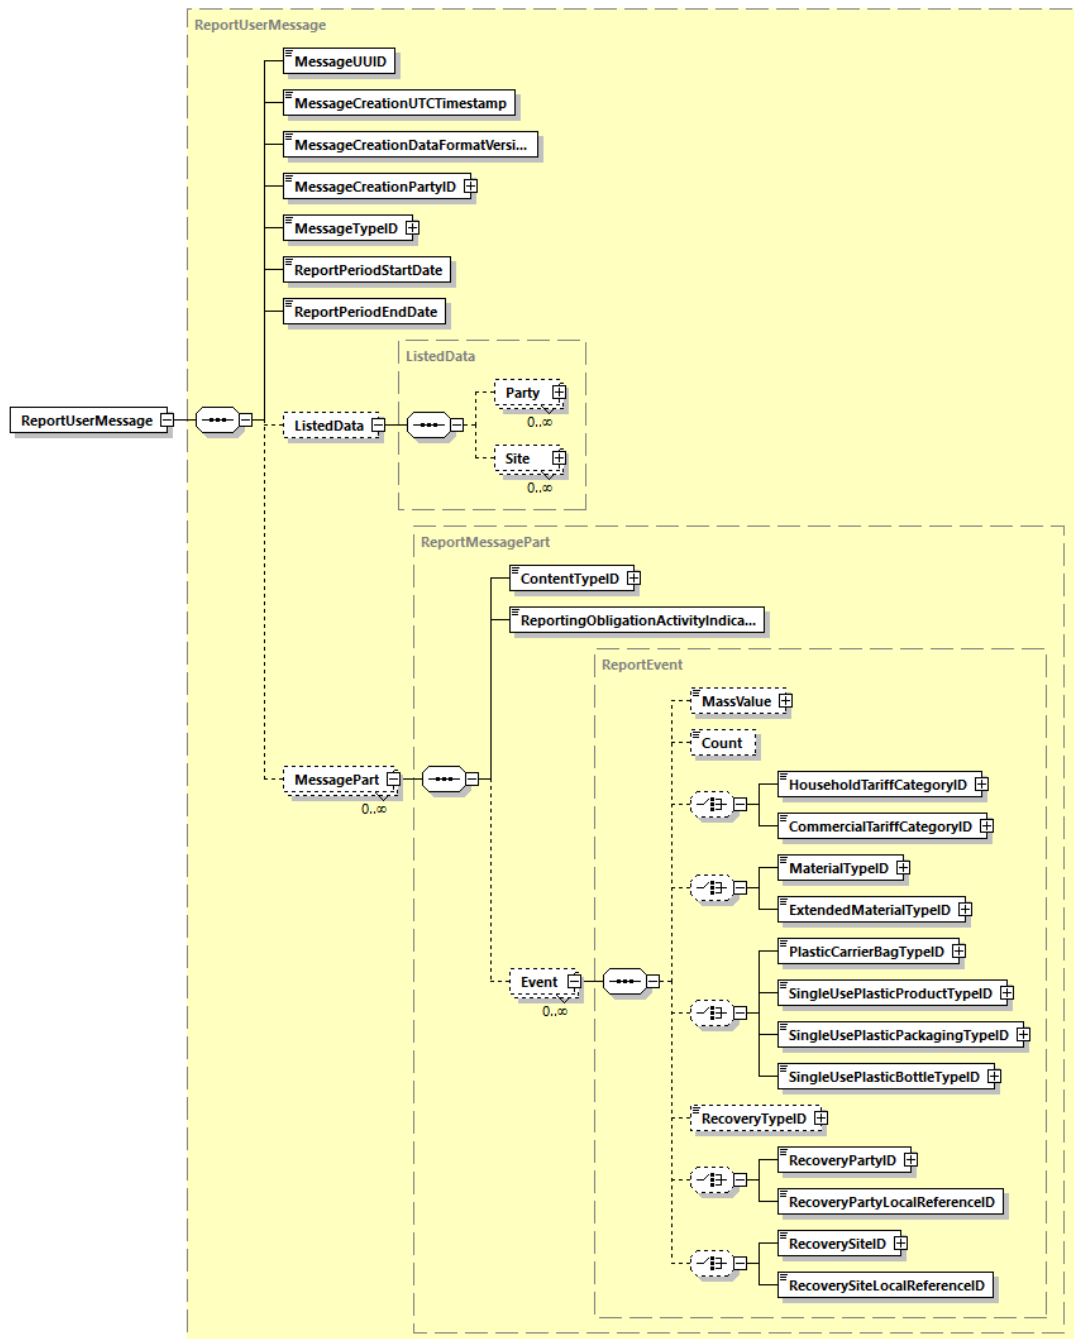 ReportUserMessage
MessageUUID
MessageCreationUTCTimestamp
MessageCreationDataFormatVersi...
MessageCreationPartyID
MessageTypeID
ReportPeriodStartDate
ReportPeriodEndDate
ListedData
Party
0..∞
ReportUserMessage
ListedData
Site
0..∞
ReportMessagePart
ContentTypeID
ReportingObligationActivityIndica...
ReportEvent
MassValue
Count
MessagePart
0..∞
HouseholdTariffCategoryID
CommercialTariffCategoryID
MaterialTypeID
ExtendedMaterialTypeID
PlasticCarrierBagTypeID
Event
0..∞
SingleUsePlasticProductTypeID
SingleUsePlasticPackagingTypeID
SingleUsePlasticBottleTypeID
RecoveryTypeID
RecoveryPartyID
RecoveryPartyLocalReferenceID
RecoverySiteID
RecoverySiteLocalReferenceID